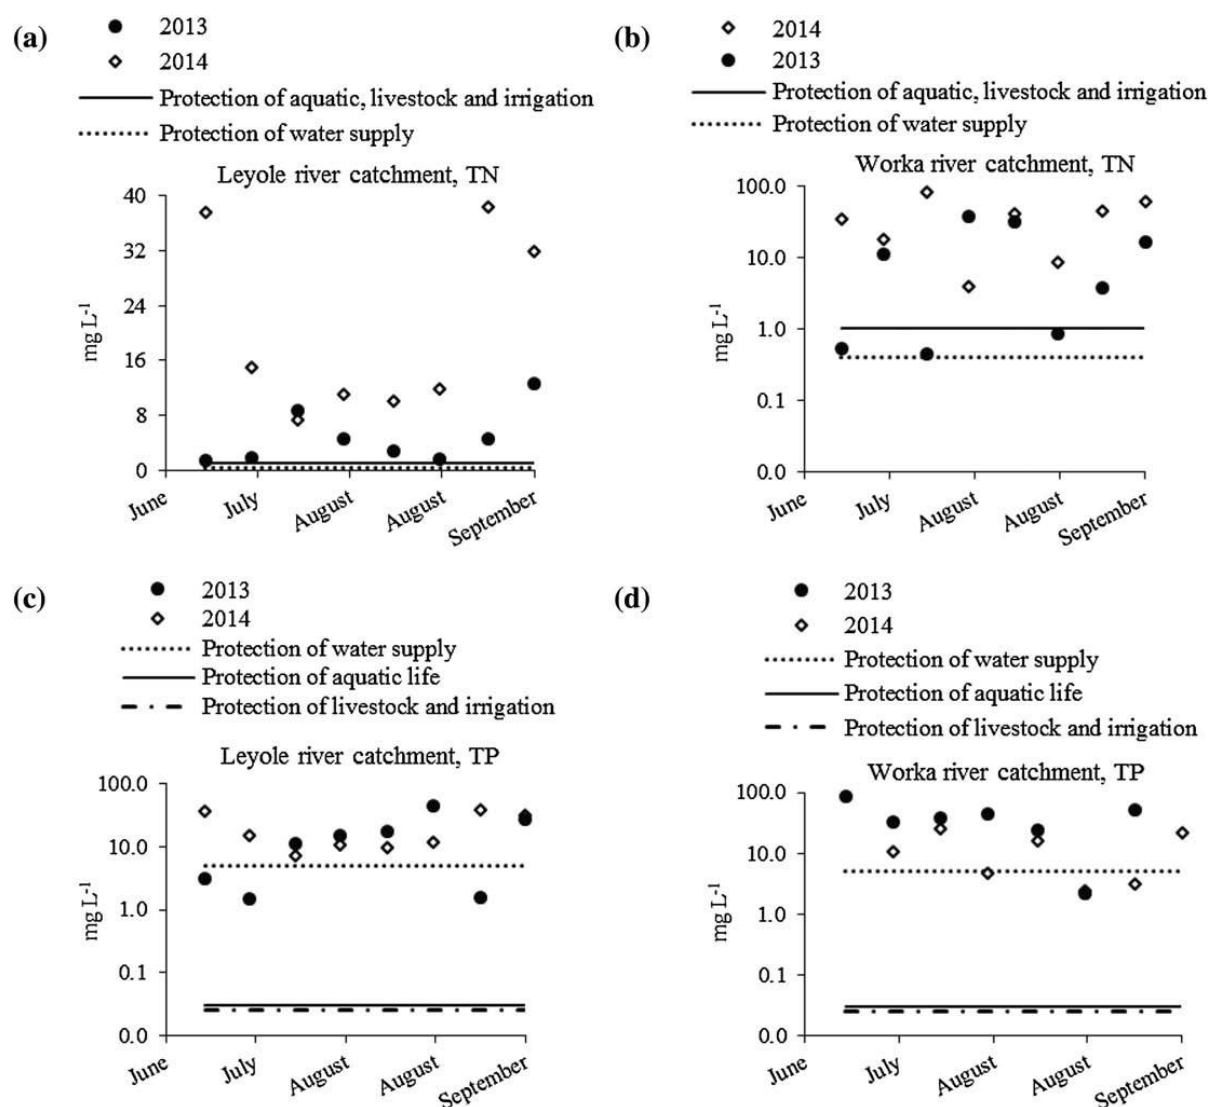 (a)
2013
2014
Protection of aquatic, livestock and irrigation
Protection of water supply
Leyole river catchment, TN
40
32
24
16
8
0
mg L-1
June
July
August
August
September
(b)
2014
2013
Protection of aquatic, livestock and irrigation
Protection of water supply
Worka river catchment, TN
100.0
10.0
1.0
0.1
0.0
mg L-1
June
July
August
August
September
(c)
2013
2014
Protection of water supply
Protection of aquatic life
Protection of livestock and irrigation
Leyole river catchment, TP
100.0
10.0
1.0
0.1
0.0
mg L-1
June
July
August
August
September
(d)
2013
2014
Protection of water supply
Protection of aquatic life
Protection of livestock and irrigation
Worka river catchment, TP
100.0
10.0
1.0
0.1
0.0
mg L-1
June
July
August
August
September